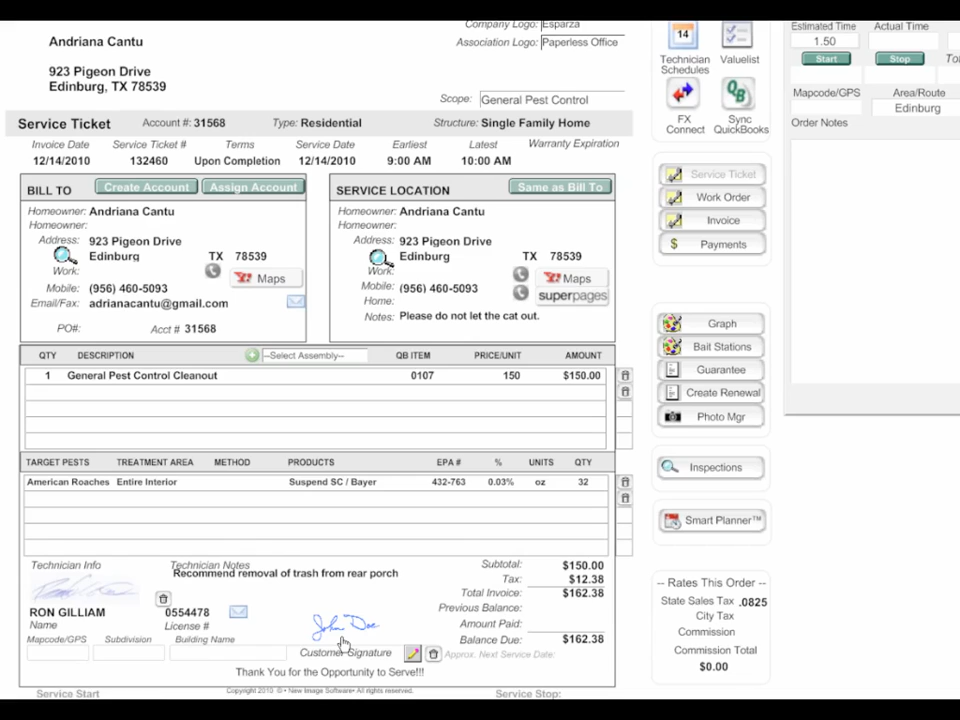 Company Logo: Esparza
Andriana Cantu
Association Logo: Paperless Office
923 Pigeon Drive
Edinburg, TX 78539
Scope: General Pest Control
Service Ticket Account #: 31568 Type: Residential Structure: Single Family Home
Invoice Date Service Ticket # Terms Service Date Earliest Latest Warranty Expiration
12/14/2010 132460 Upon Completion 12/14/2010 9:00 AM 10:00 AM
BILL TO Create Account Assign Account
Homeowner: Andriana Cantu
Homeowner:
Address: 923 Pigeon Drive
Edinburg TX 78539
Work: Maps
Mobile: (956) 460-5093
Email/Fax: adrianacantu@gmail.com
PO#: Acct # 31568
SERVICE LOCATION Same as Bill To
Homeowner: Andriana Cantu
Homeowner:
Address: 923 Pigeon Drive
Edinburg TX 78539
Work: Maps
Mobile: (956) 460-5093 superpages
Home:
Notes: Please do not let the cat out.
QTY DESCRIPTION --Select Assembly-- QB ITEM PRICE/UNIT AMOUNT
1 General Pest Control Cleanout 0107 150 $150.00
TARGET PESTS TREATMENT AREA METHOD PRODUCTS EPA # % UNITS QTY
American Roaches Entire Interior Suspend SC / Bayer 432-763 0.03% oz 32
Technician Info Technician Notes
Recommend removal of trash from rear porch
RON GILLIAM 0554478
Name License #
John Doe
Mapcode/GPS Subdivision Building Name
Customer Signature
Subtotal: $150.00
Tax: $12.38
Total Invoice: $162.38
Previous Balance:
Amount Paid:
Balance Due: $162.38
Approx. Next Service Date:
Thank You for the Opportunity to Serve!!!
Copyright 2010 © • New Image Software• All rights reserved.
Service Start Service Stop:
14
Technician Schedules
Valuelist
FX Connect
QB
Sync QuickBooks
Service Ticket
Work Order
Invoice
$ Payments
Graph
Bait Stations
Guarantee
Create Renewal
Photo Mgr
Inspections
Smart Planner™
-- Rates This Order --
State Sales Tax .0825
City Tax
Commission
Commission Total
$0.00
Estimated Time Actual Time
1.50
Start Stop
Mapcode/GPS Area/Route
Edinburg
Order Notes